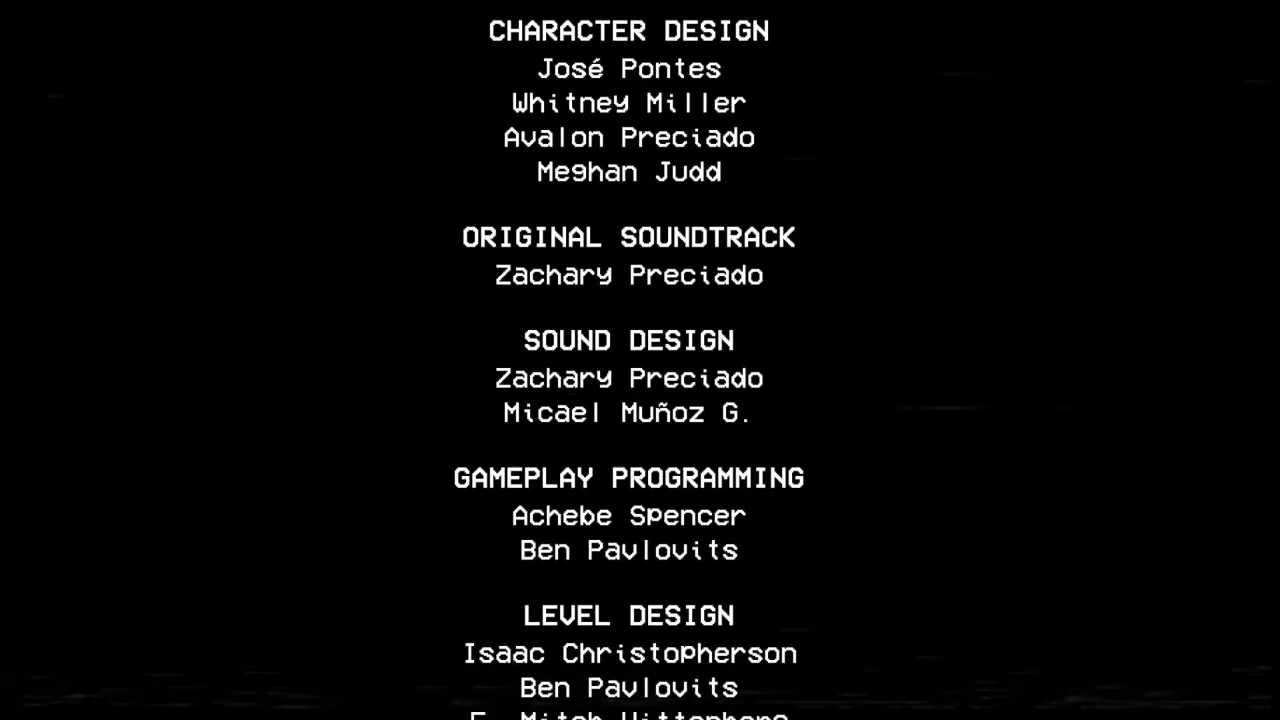 CHARACTER DESIGN
José Pontes
Whitney Miller
Avalon Preciado
Meghan Judd
ORIGINAL SOUNDTRACK
Zachary Preciado
SOUND DESIGN
Zachary Preciado
Micael Muñoz G.
GAMEPLAY PROGRAMMING
Achebe Spencer
Ben Pavlovits
LEVEL DESIGN
Isaac Christopherson
Ben Pavlovits